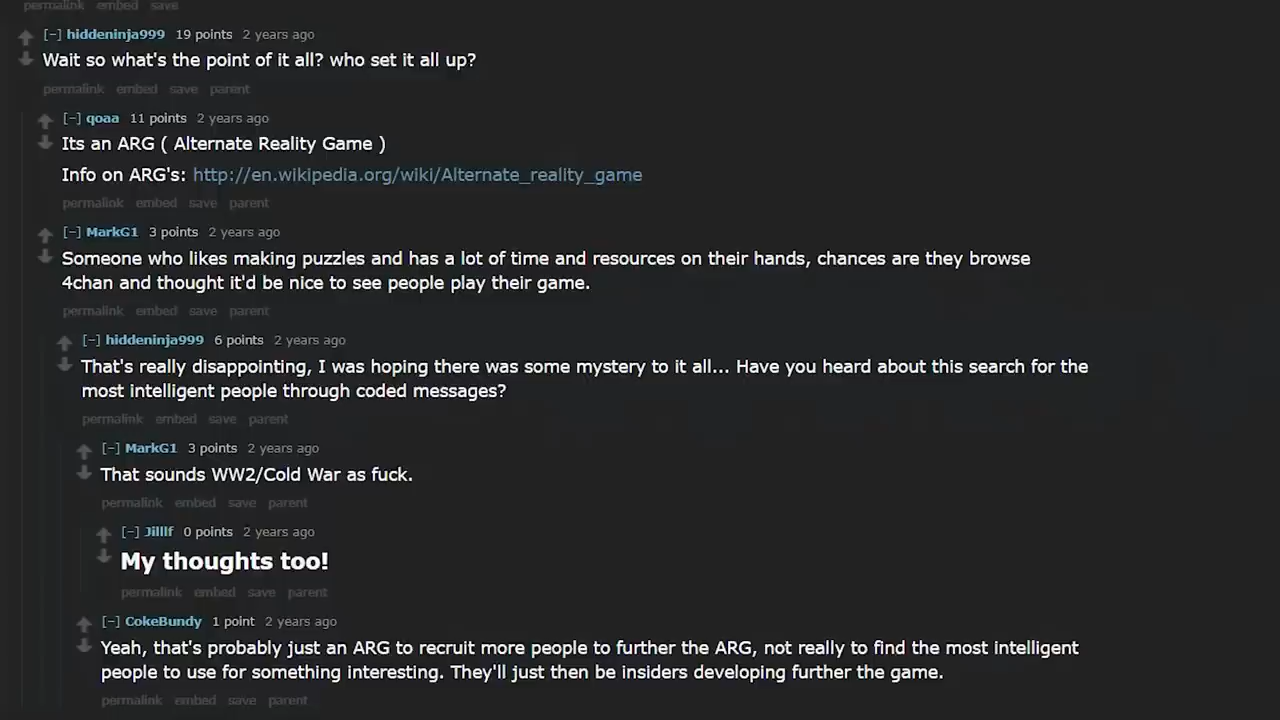 permalink embed save
[-] hiddeninja999 19 points 2 years ago
Wait so what's the point of it all? who set it all up?
permalink embed save parent
[-] qoaa 11 points 2 years ago
Its an ARG ( Alternate Reality Game )
Info on ARG's: http://en.wikipedia.org/wiki/Alternate_reality_game
permalink embed save parent
[-] MarkG1 3 points 2 years ago
Someone who likes making puzzles and has a lot of time and resources on their hands, chances are they browse
4chan and thought it'd be nice to see people play their game.
permalink embed save parent
[-] hiddeninja999 6 points 2 years ago
That's really disappointing, I was hoping there was some mystery to it all... Have you heard about this search for the
most intelligent people through coded messages?
permalink embed save parent
[-] MarkG1 3 points 2 years ago
That sounds WW2/Cold War as fuck.
permalink embed save parent
[-] Jilllf 0 points 2 years ago
My thoughts too!
permalink embed save parent
[-] CokeBundy 1 point 2 years ago
Yeah, that's probably just an ARG to recruit more people to further the ARG, not really to find the most intelligent
people to use for something interesting. They'll just then be insiders developing further the game.
permalink embed save parent